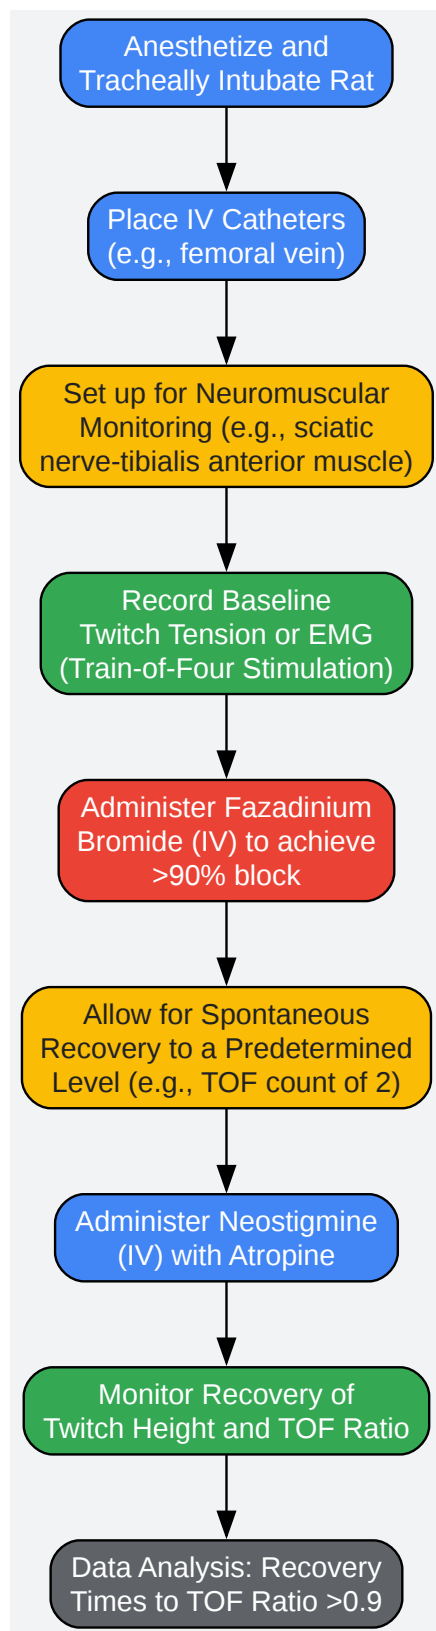 Anesthetize and
Tracheally Intubate Rat
Place IV Catheters
(e.g., femoral vein)
Set up for Neuromuscular
Monitoring (e.g., sciatic
nerve-tibialis anterior muscle)
Record Baseline
Twitch Tension or EMG
(Train-of-Four Stimulation)
Administer Fazadinium
Bromide (IV) to achieve
>90% block
Allow for Spontaneous
Recovery to a Predetermined
Level (e.g., TOF count of 2)
Administer Neostigmine
(IV) with Atropine
Monitor Recovery of
Twitch Height and TOF Ratio
Data Analysis: Recovery
Times to TOF Ratio >0.9